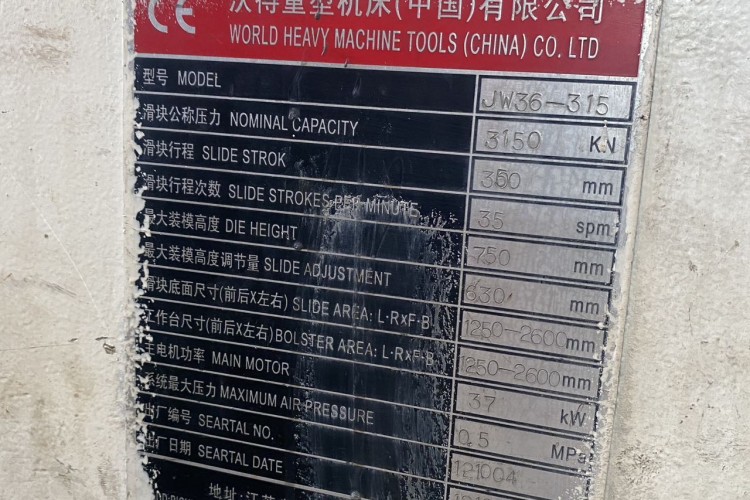 CE 沃得重型机床(中国)有限公司
WORLD HEAVY MACHINE TOOLS (CHINA) CO. LTD
型号 MODEL JW36-315
滑块公称压力 NOMINAL CAPACITY 3150 KN
滑块行程 SLIDE STROK 350 mm
滑块行程次数 SLIDE STROKES PER MINUTE 35 spm
最大装模高度 DIE HEIGHT 750 mm
最大装模高度调节量 SLIDE ADJUSTMENT 630 mm
滑块底面尺寸(前后X左右) SLIDE AREA: L·R×F·B 1250-2600mm
工作台尺寸(前后X左右) BOLSTER AREA: L·R×F·B 1250-2600mm
主电机功率 MAIN MOTOR 37 kW
系统最大压力 MAXIMUM AIR PRESSURE 0.5 MPa
出厂编号 SEARTAL NO. 121004
出厂日期 SEARTAL DATE
地址:江苏